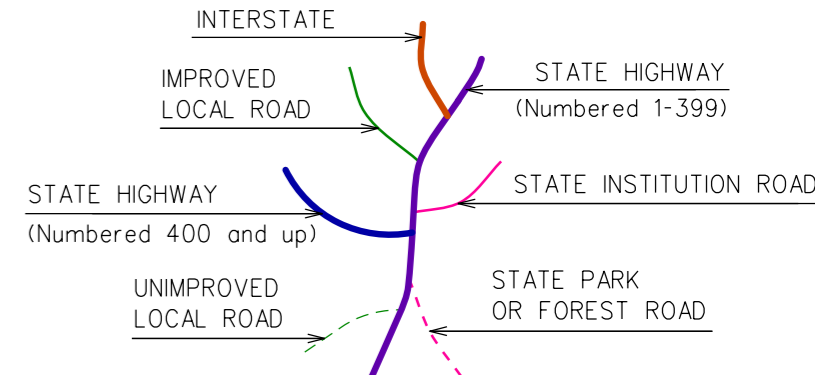 INTERSTATE
IMPROVED
LOCAL ROAD
STATE HIGHWAY
(Numbered 1-399)
STATE HIGHWAY
(Numbered 400 and up)
STATE INSTITUTION ROAD
UNIMPROVED
LOCAL ROAD
STATE PARK
OR FOREST ROAD